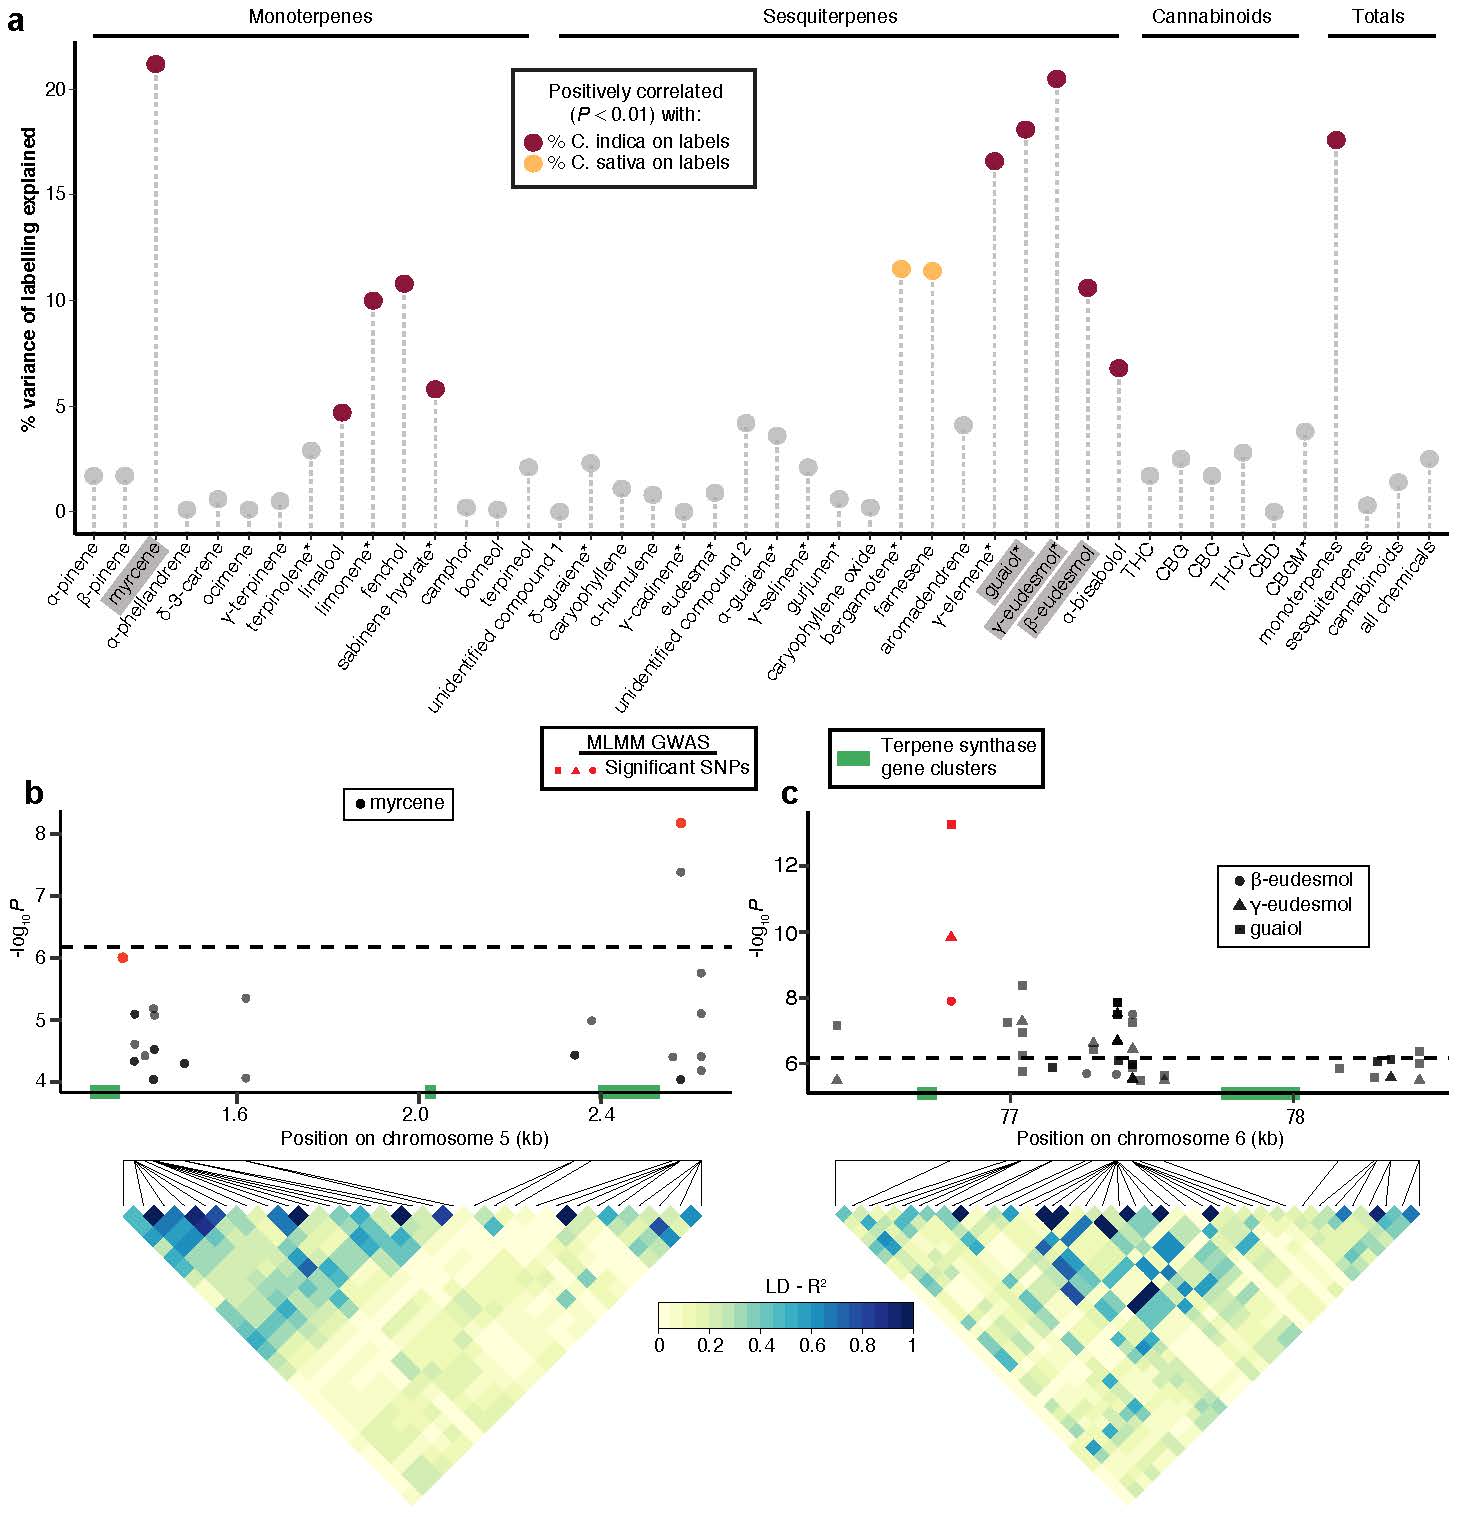 a
Monoterpenes
Sesquiterpenes
Cannabinoids
Totals
% variance of labelling explained
20
15
10
5
0
Positively correlated
(P < 0.01) with:
% C. indica on labels
% C. sativa on labels
α-pinene
β-pinene
myrcene
α-phellandrene
δ-3-carene
ocimene
γ-terpinene
terpinolene*
linalool
limonene*
fenchol
sabinene hydrate*
camphor
borneol*
terpineol
unidentified compound 1
δ-guaiene*
caryophyllene
α-humulene
γ-cadinene*
eudesma*
unidentified compound 2
α-guaiene*
γ-selinene*
gurjunen*
caryophyllene oxide
bergamotene*
farnesene
aromadendrene
γ-elemene*
guaiol*
γ-eudesmol*
β-eudesmol
α-bisabolol
THC
CBG
CBC
THCV
CBD
CBGM*
monoterpenes
sesquiterpenes
cannabinoids
all chemicals
MLMM GWAS
Significant SNPs
Terpene synthase
gene clusters
b
myrcene
-log10P
8
7
6
5
4
1.6
2.0
2.4
Position on chromosome 5 (kb)
c
β-eudesmol
γ-eudesmol
guaiol
-log10P
12
10
8
6
77
78
Position on chromosome 6 (kb)
LD - R²
0
0.2
0.4
0.6
0.8
1